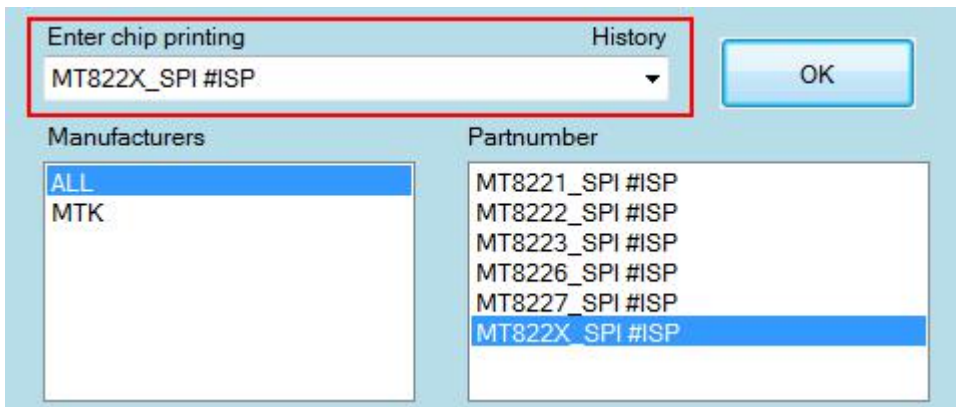 Enter chip printing History
MT822X_SPI #ISP
OK
Manufacturers
ALL
MTK
Partnumber
MT8221_SPI #ISP
MT8222_SPI #ISP
MT8223_SPI #ISP
MT8226_SPI #ISP
MT8227_SPI #ISP
MT822X_SPI #ISP